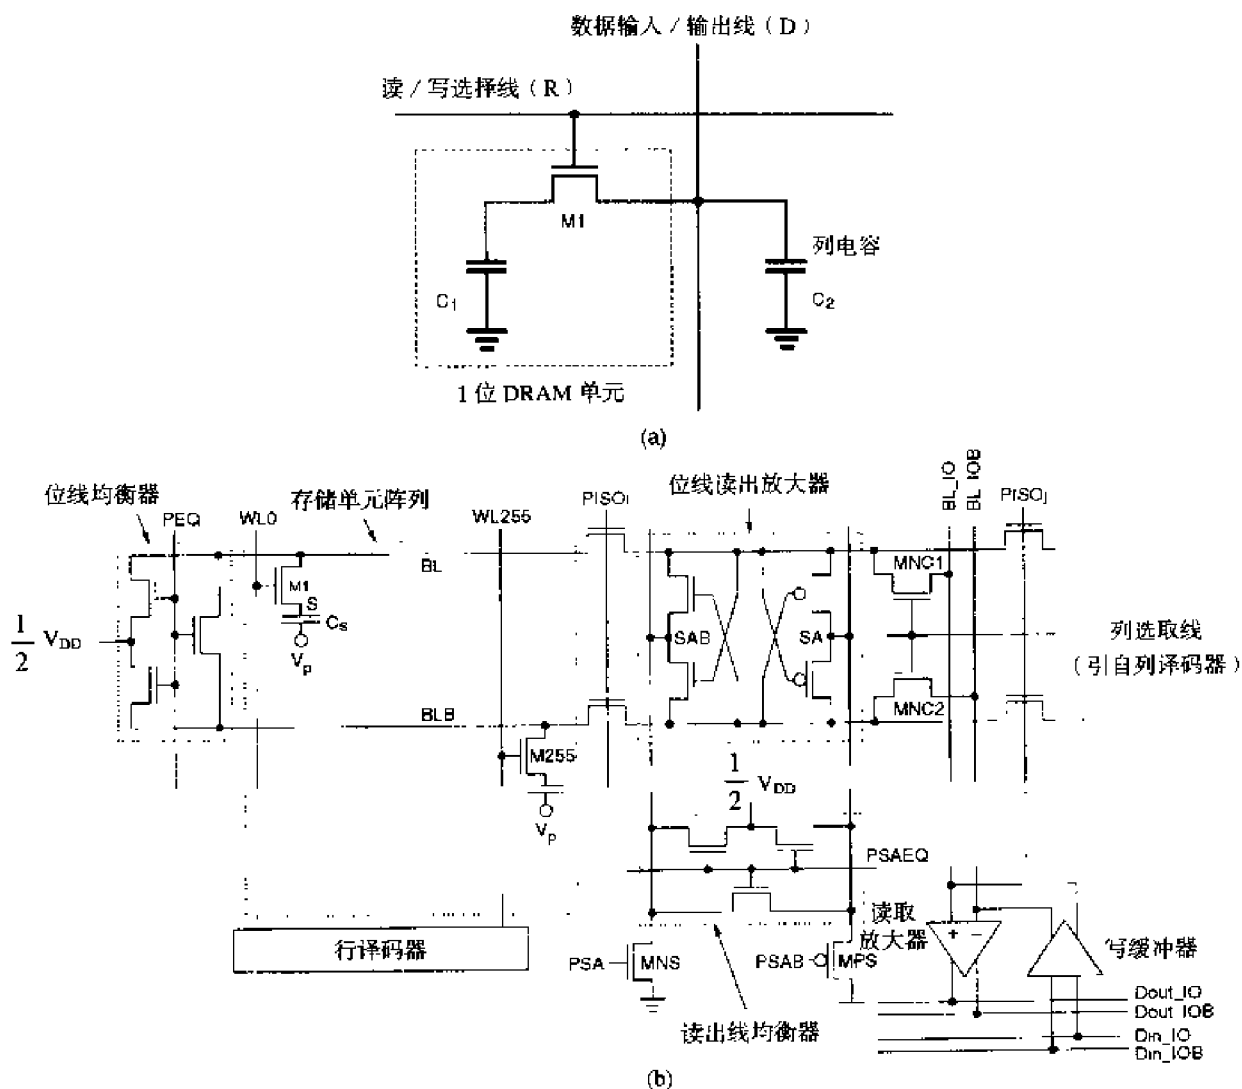 数据输入/输出线(D)
读/写选择线(R)
M1
列电容
C1
C2
1位DRAM单元
(a)
位线均衡器
存储单元阵列
位线读出放大器
PEQ
WL0
WL255
PISOi
BL_IO
BL_IOB
PISOj
BL
M1
S
Cs
Vp
1/2 VDD
SAB
SA
MNC1
列选取线
(引自列译码器)
MNC2
BLB
M255
Vp
1/2 VDD
PSAEQ
行译码器
读取
放大器
+ −
写缓冲器
PSA
MNS
PSAB
MPS
读出线均衡器
Dout_IO
Dout_IOB
Din_IO
Din_IOB
(b)